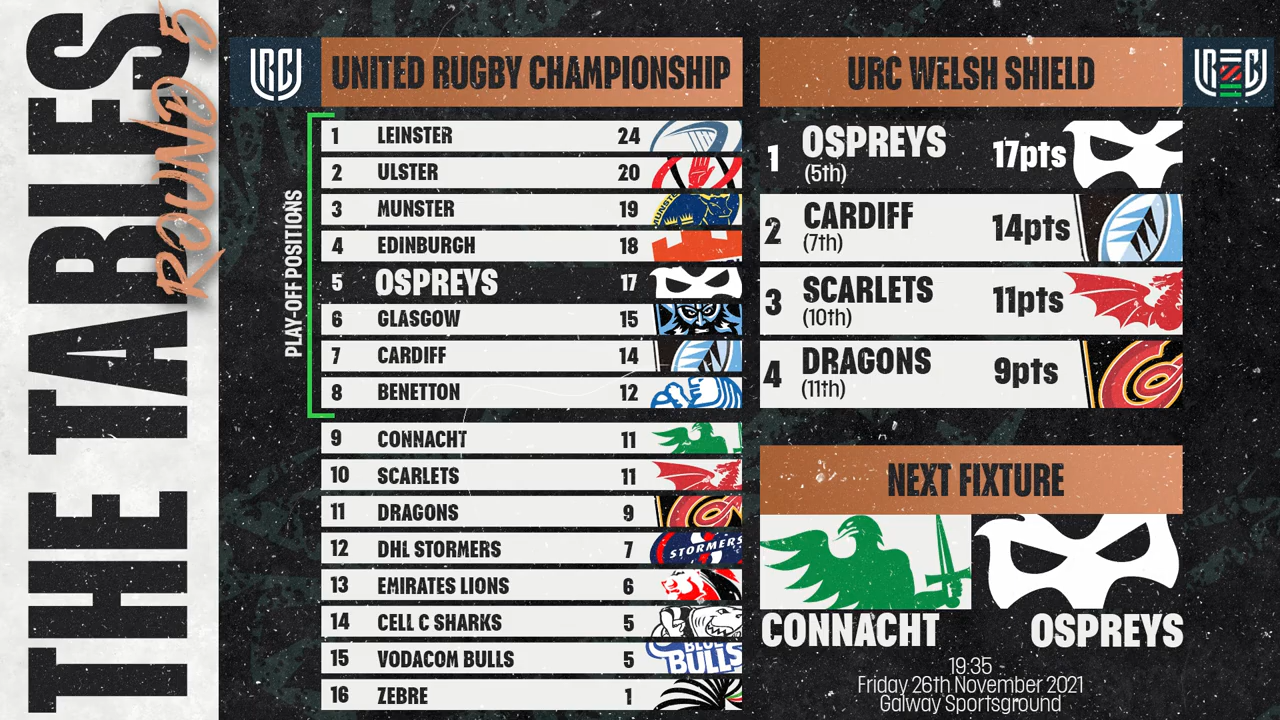 THE TABLES
ROUND 5
UNITED RUGBY CHAMPIONSHIP
PLAY-OFF POSITIONS
1 LEINSTER 24
2 ULSTER 20
3 MUNSTER 19
4 EDINBURGH 18
5 OSPREYS 17
6 GLASGOW 15
7 CARDIFF 14
8 BENETTON 12
9 CONNACHT 11
10 SCARLETS 11
11 DRAGONS 9
12 DHL STORMERS 7
STORMERS
13 EMIRATES LIONS 6
14 CELL C SHARKS 5
15 VODACOM BULLS 5
BLUE
BULLS
16 ZEBRE 1
URC WELSH SHIELD
1 OSPREYS 17pts
(5th)
2 CARDIFF 14pts
(7th)
3 SCARLETS 11pts
(10th)
4 DRAGONS 9pts
(11th)
NEXT FIXTURE
CONNACHT OSPREYS
19:35 -
Friday 26th November 2021
Galway Sportsground